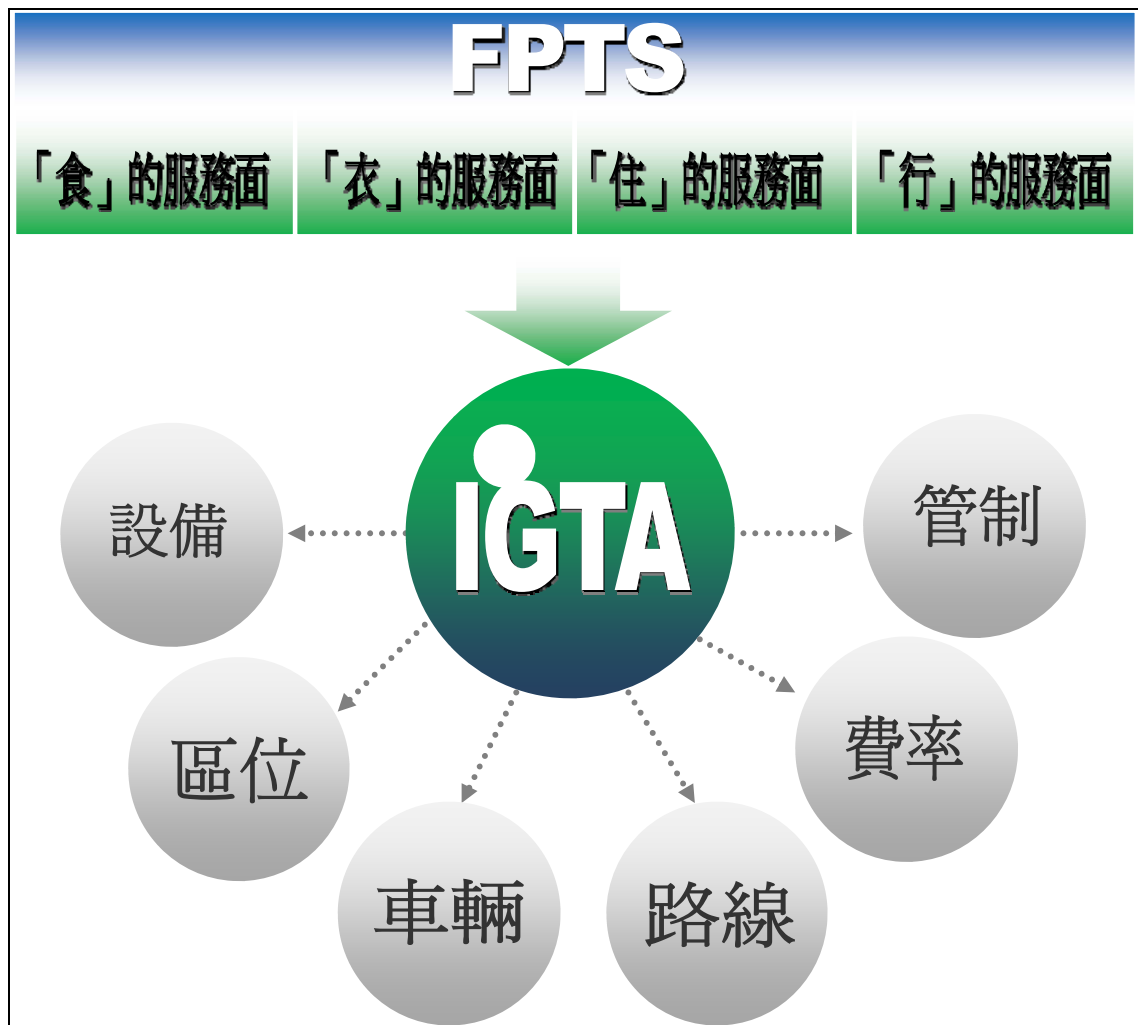 FPTS
「食」的服務面
「衣」的服務面
「住」的服務面
「行」的服務面
IGTA
設備
管制
區位
費率
車輛
路線